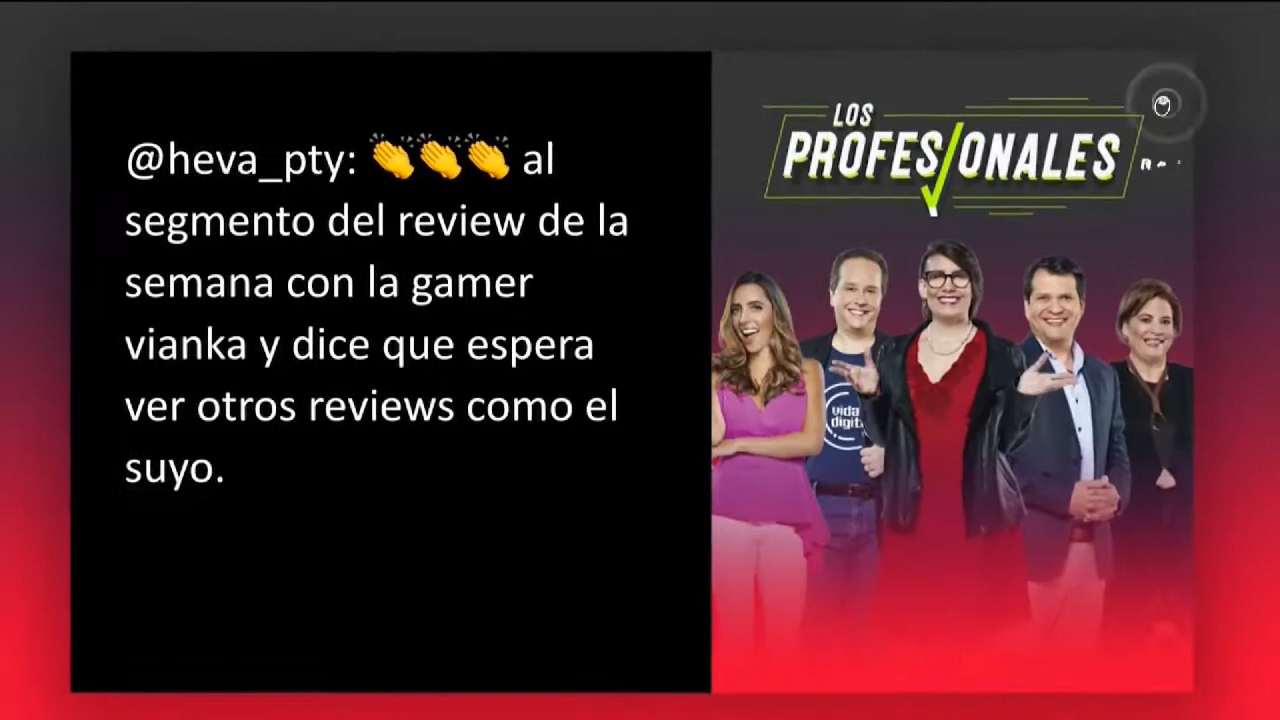 @heva_pty: 👏👏👏 al
segmento del review de la
semana con la gamer
vianka y dice que espera
ver otros reviews como el
suyo.
LOS
PROFESIONALES
vida